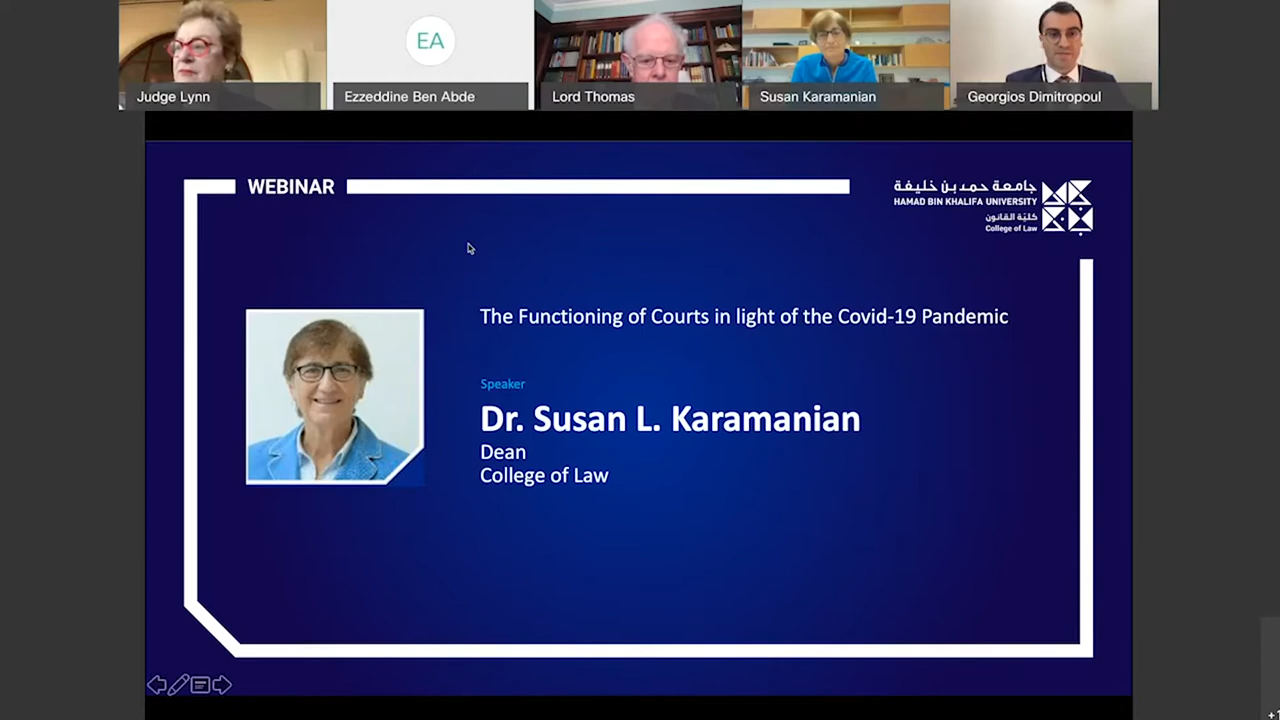 EA
Judge Lynn
Ezzeddine Ben Abde
Lord Thomas
Susan Karamanian
Georgios Dimitropoul
WEBINAR
جامعة حمد بن خليفة
HAMAD BIN KHALIFA UNIVERSITY
كليّة القانون
College of Law
The Functioning of Courts in light of the Covid-19 Pandemic
Speaker
Dr. Susan L. Karamanian
Dean
College of Law